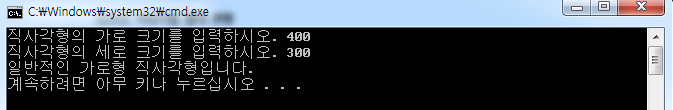 C:₩Windows₩system32₩cmd.exe
직사각형의 가로 크기를 입력하시오. 400
직사각형의 세로 크기를 입력하시오. 300
일반적인 가로형 직사각형입니다.
계속하려면 아무 키나 누르십시오 . . .